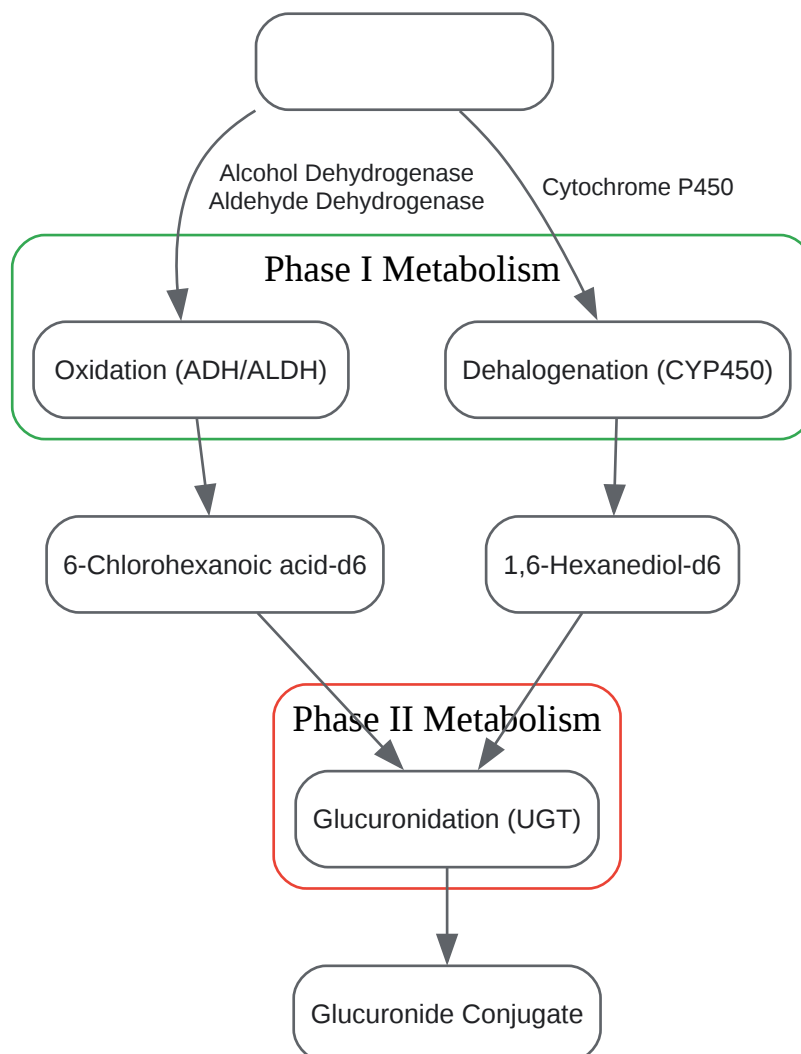 Alcohol Dehydrogenase
Aldehyde Dehydrogenase
Cytochrome P450
Phase I Metabolism
Oxidation (ADH/ALDH)
Dehalogenation (CYP450)
6-Chlorohexanoic acid-d6
1,6-Hexanediol-d6
Phase II Metabolism
Glucuronidation (UGT)
Glucuronide Conjugate